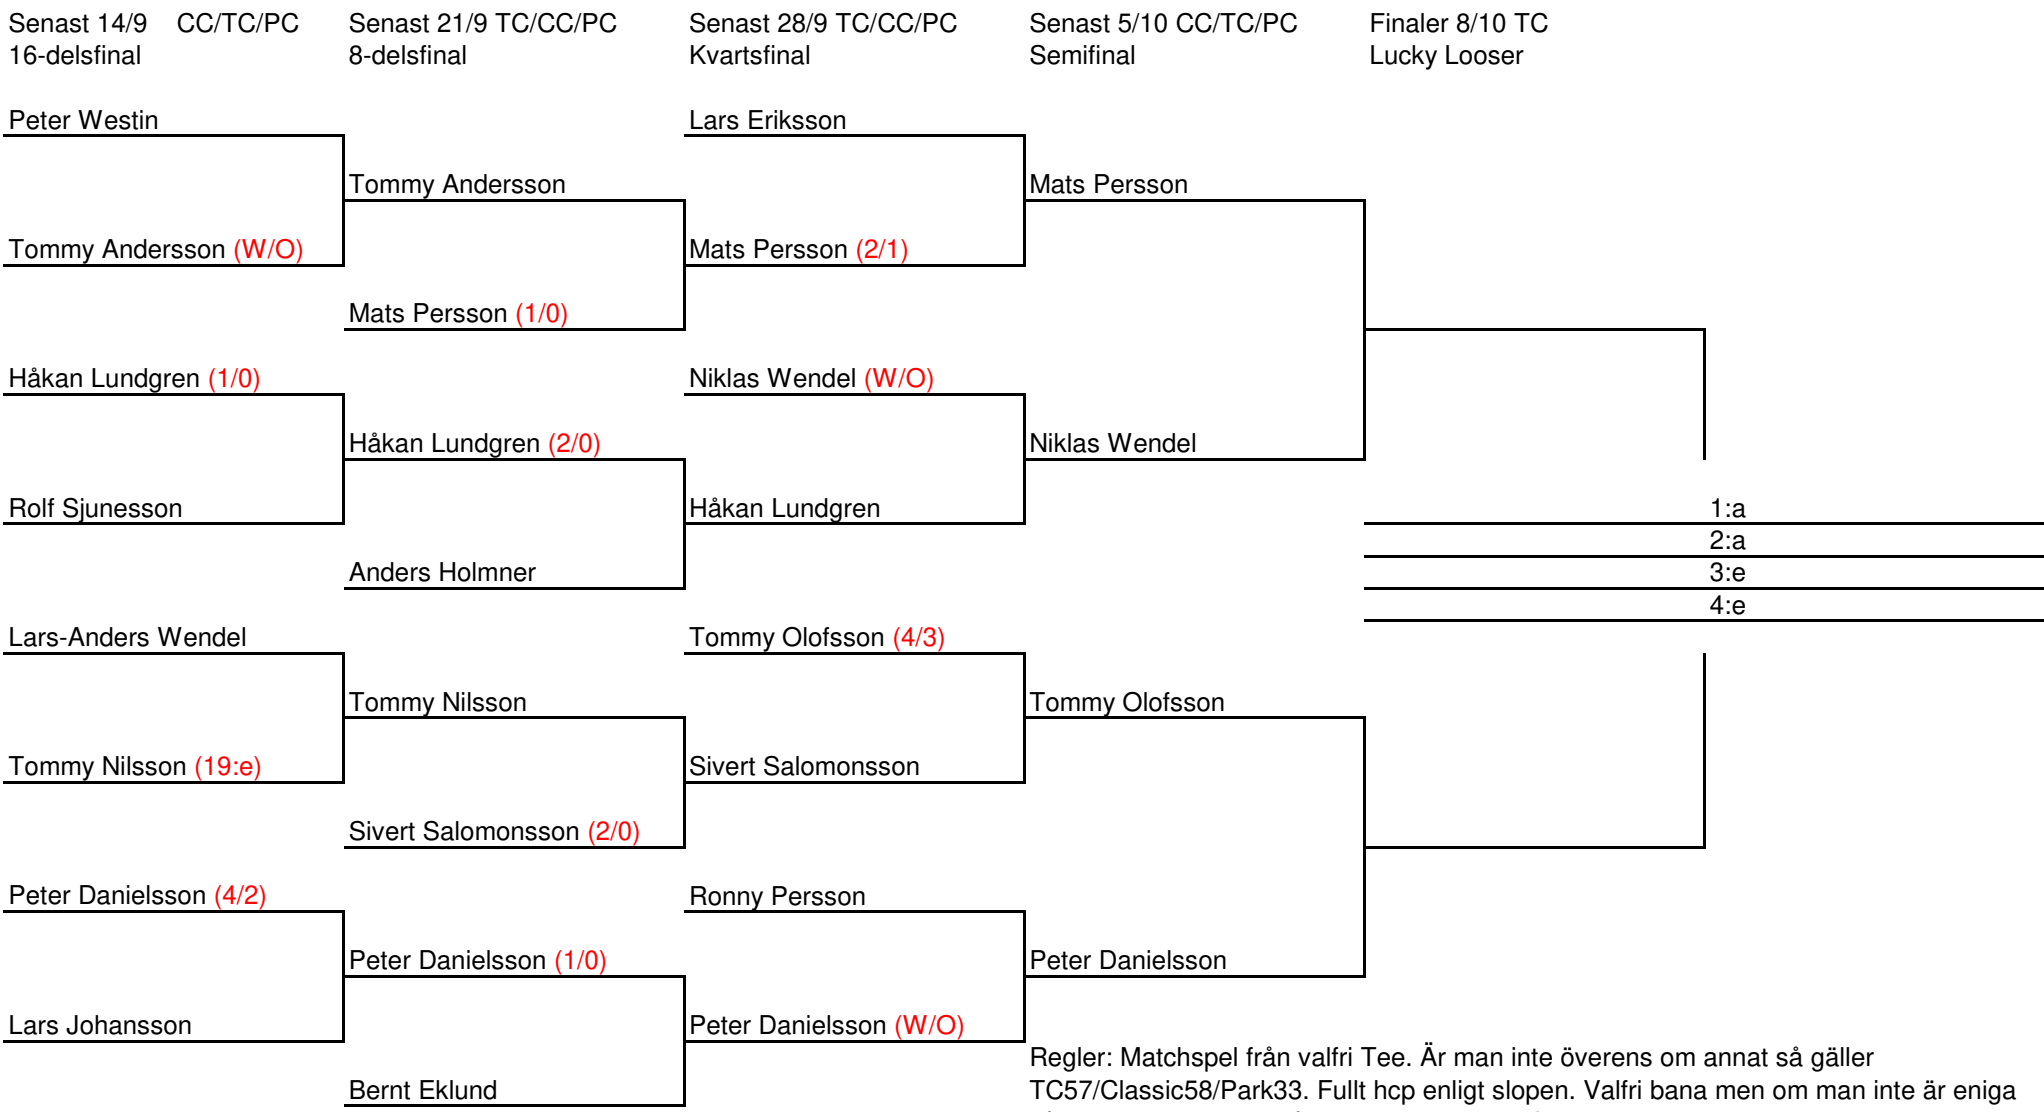 Senast 14/9 CC/TC/PC Senast 21/9 TC/CC/PC Senast 28/9 TC/CC/PC Senast 5/10 CC/TC/PC Finaler 8/10 TC
16-delsfinal 8-delsfinal Kvartsfinal Semifinal Lucky Looser
Peter Westin Lars Eriksson
Tommy Andersson Mats Persson
Tommy Andersson (W/O) Mats Persson (2/1)
Mats Persson (1/0)
Håkan Lundgren (1/0) Niklas Wendel (W/O)
Håkan Lundgren (2/0) Niklas Wendel
Rolf Sjunesson Håkan Lundgren 1:a
2:a
Anders Holmner 3:e
4:e
Lars-Anders Wendel Tommy Olofsson (4/3)
Tommy Nilsson Tommy Olofsson
Tommy Nilsson (19:e) Sivert Salomonsson
Sivert Salomonsson (2/0)
Peter Danielsson (4/2) Ronny Persson
Peter Danielsson (1/0) Peter Danielsson
Lars Johansson Peter Danielsson (W/O)
Regler: Matchspel från valfri Tee. Är man inte överens om annat så gäller
Bernt Eklund TC57/Classic58/Park33. Fullt hcp enligt slopen. Valfri bana men om man inte är eniga